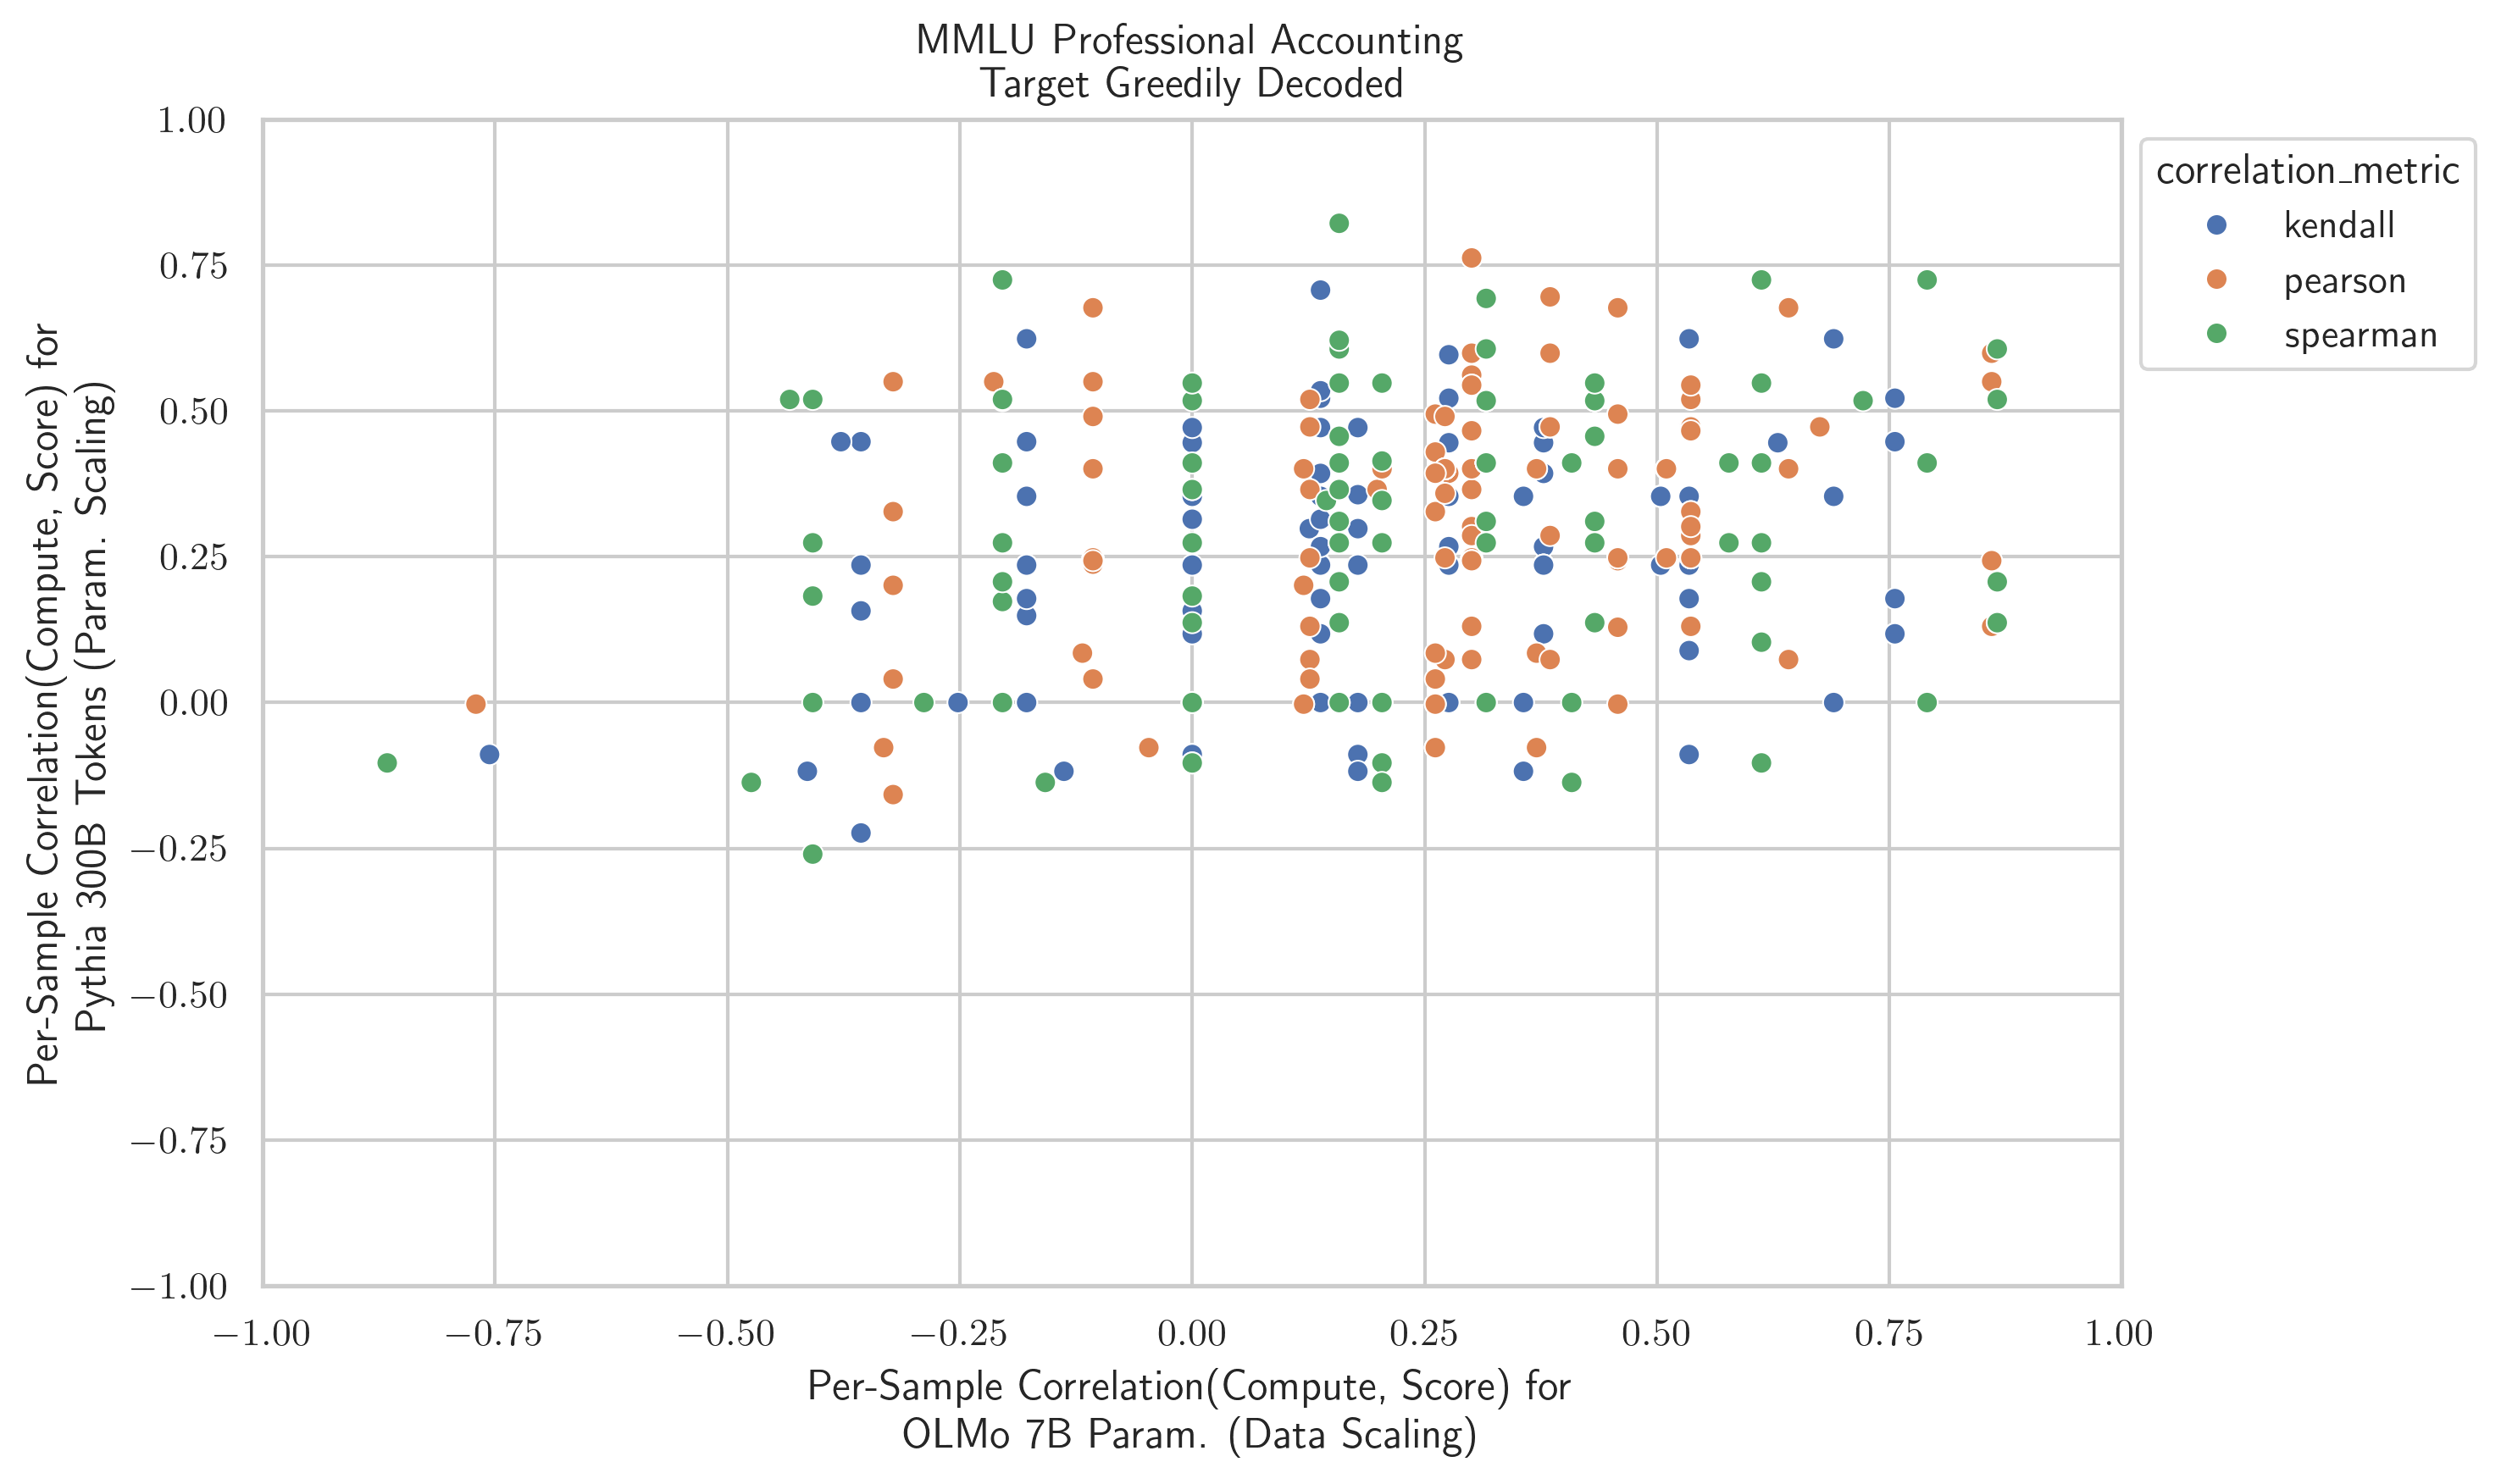 MMLU Professional Accounting
Target Greedily Decoded
Per-Sample Correlation(Compute, Score) for
Pythia 300B Tokens (Param. Scaling)
1.00
0.75
0.50
0.25
0.00
−0.25
−0.50
−0.75
−1.00
−1.00
−0.75
−0.50
−0.25
0.00
0.25
0.50
0.75
1.00
Per-Sample Correlation(Compute, Score) for
OLMo 7B Param. (Data Scaling)
correlation_metric
kendall
pearson
spearman